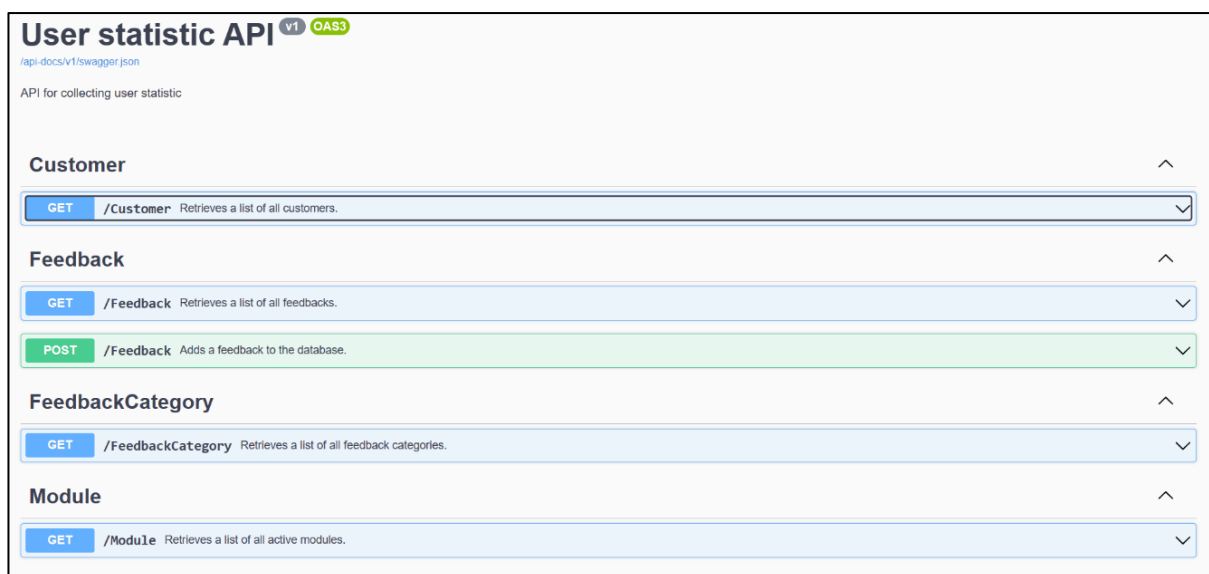 User statistic API v1 OAS3
/api-docs/v1/swagger.json
API for collecting user statistic
Customer
GET /Customer Retrieves a list of all customers.
Feedback
GET /Feedback Retrieves a list of all feedbacks.
POST /Feedback Adds a feedback to the database.
FeedbackCategory
GET /FeedbackCategory Retrieves a list of all feedback categories.
Module
GET /Module Retrieves a list of all active modules.